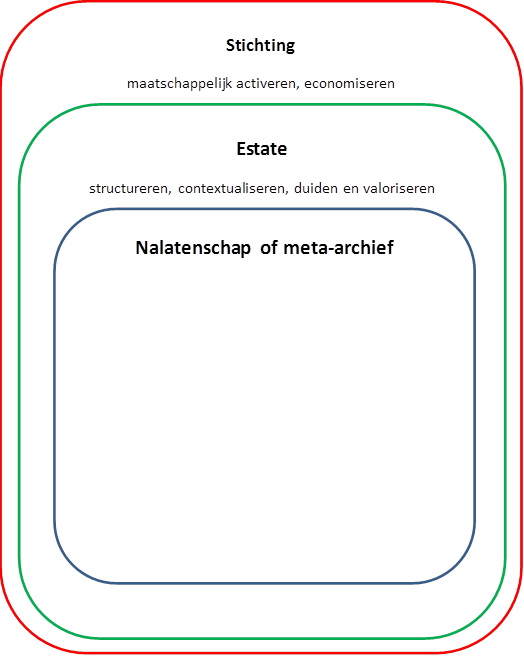 Stichting
maatschappelijk activeren, economiseren
Estate
structureren, contextualiseren, duiden en valoriseren
Nalatenschap of meta-archief